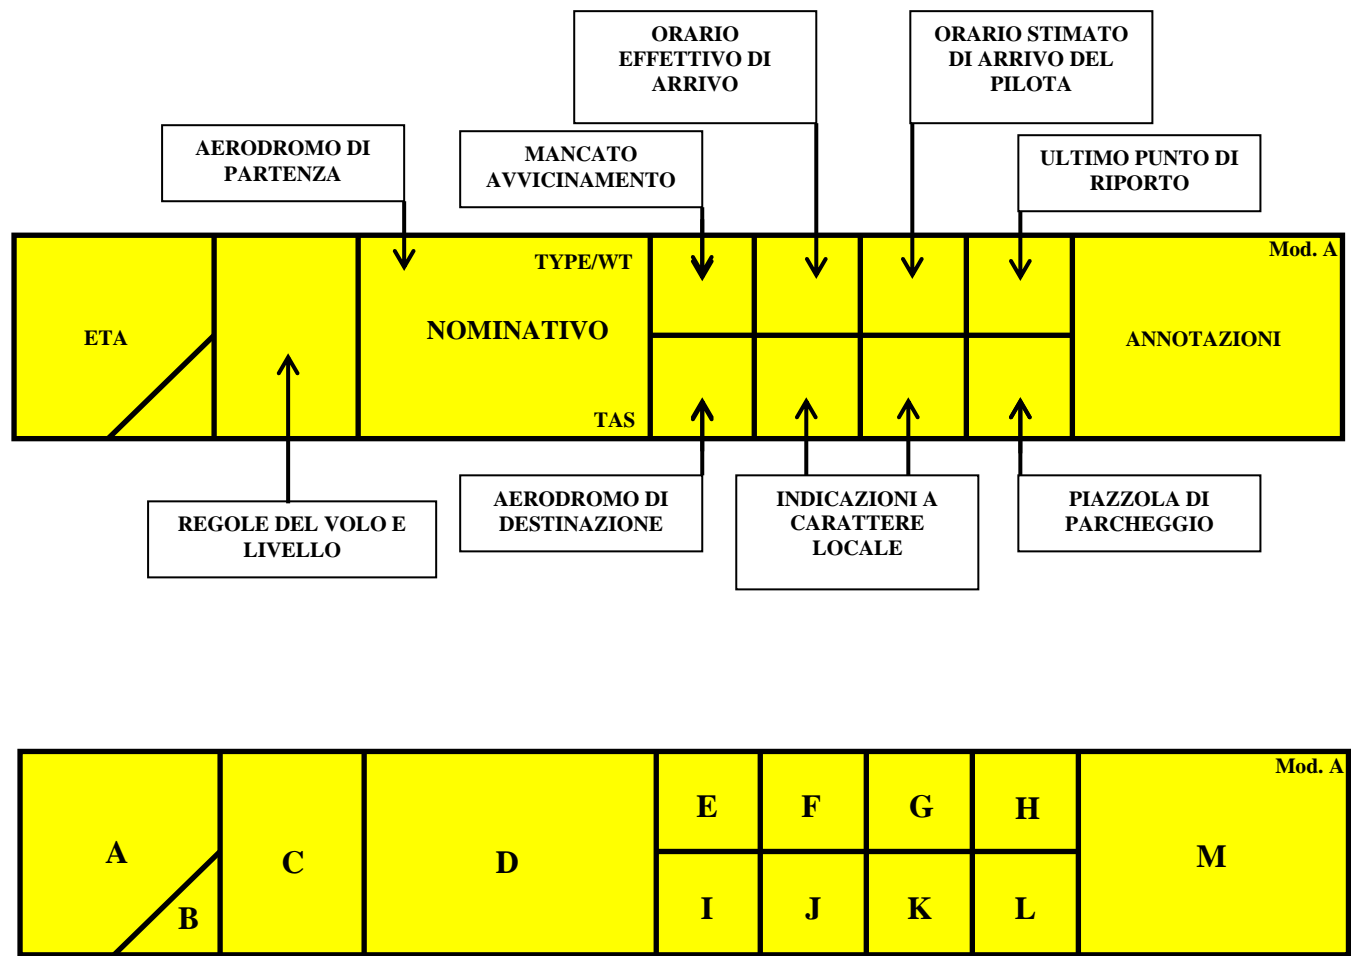 ORARIO
EFFETTIVO DI
ARRIVO
ORARIO STIMATO
DI ARRIVO DEL
PILOTA
AERODROMO DI
PARTENZA
MANCATO
AVVICINAMENTO
ULTIMO PUNTO DI
RIPORTO
ETA
TYPE/WT
NOMINATIVO
TAS
Mod. A
ANNOTAZIONI
REGOLE DEL VOLO E
LIVELLO
AERODROMO DI
DESTINAZIONE
INDICAZIONI A
CARATTERE
LOCALE
PIAZZOLA DI
PARCHEGGIO
Mod. A
A
B
C
D
E
F
G
H
I
J
K
L
M